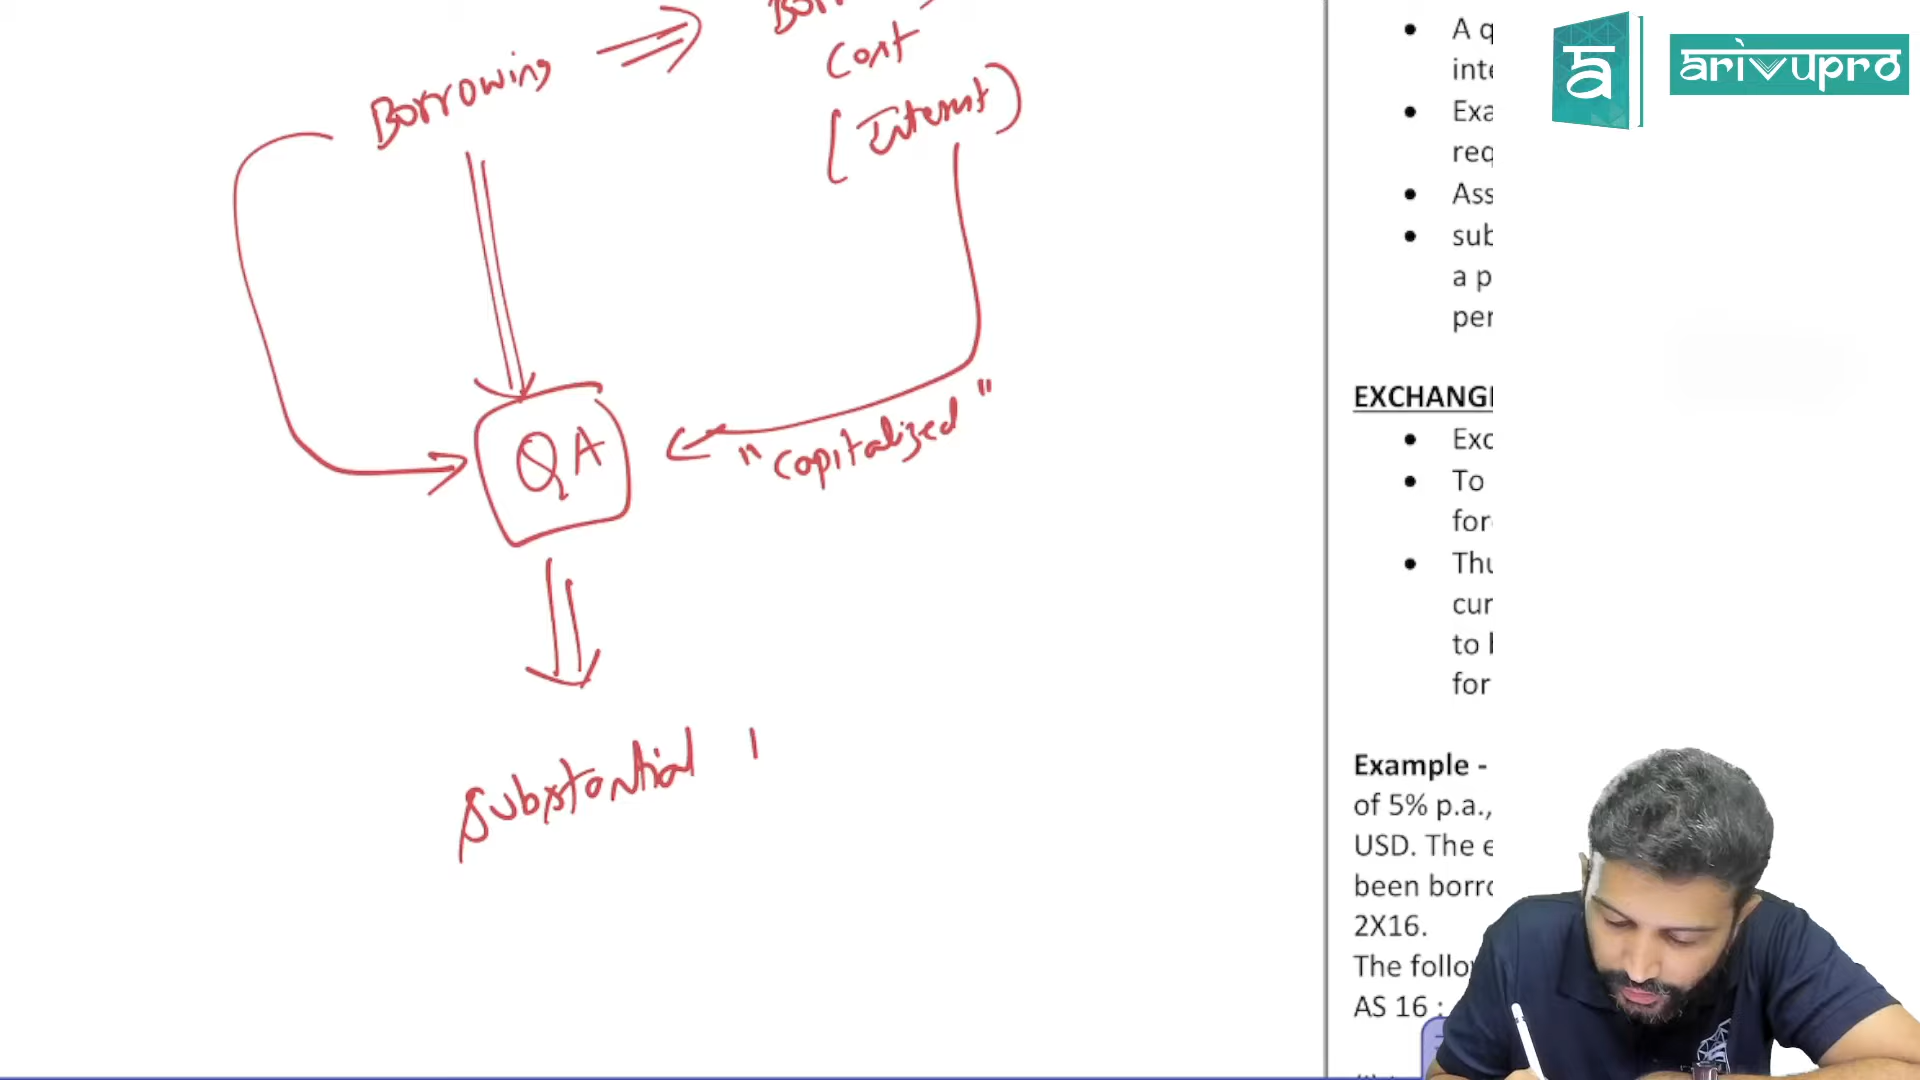 Borrowing
Cost
(Interest)
QA
"Capitalized"
Substantial
A q
inte
Exa
req
Ass
sub
a p
per
EXCHANG
Exc
To
for
Thu
cur
to
for
Example -
of 5% p.a.,
USD. The e
been borro
2X16.
The follo
AS 16 :
arivupro